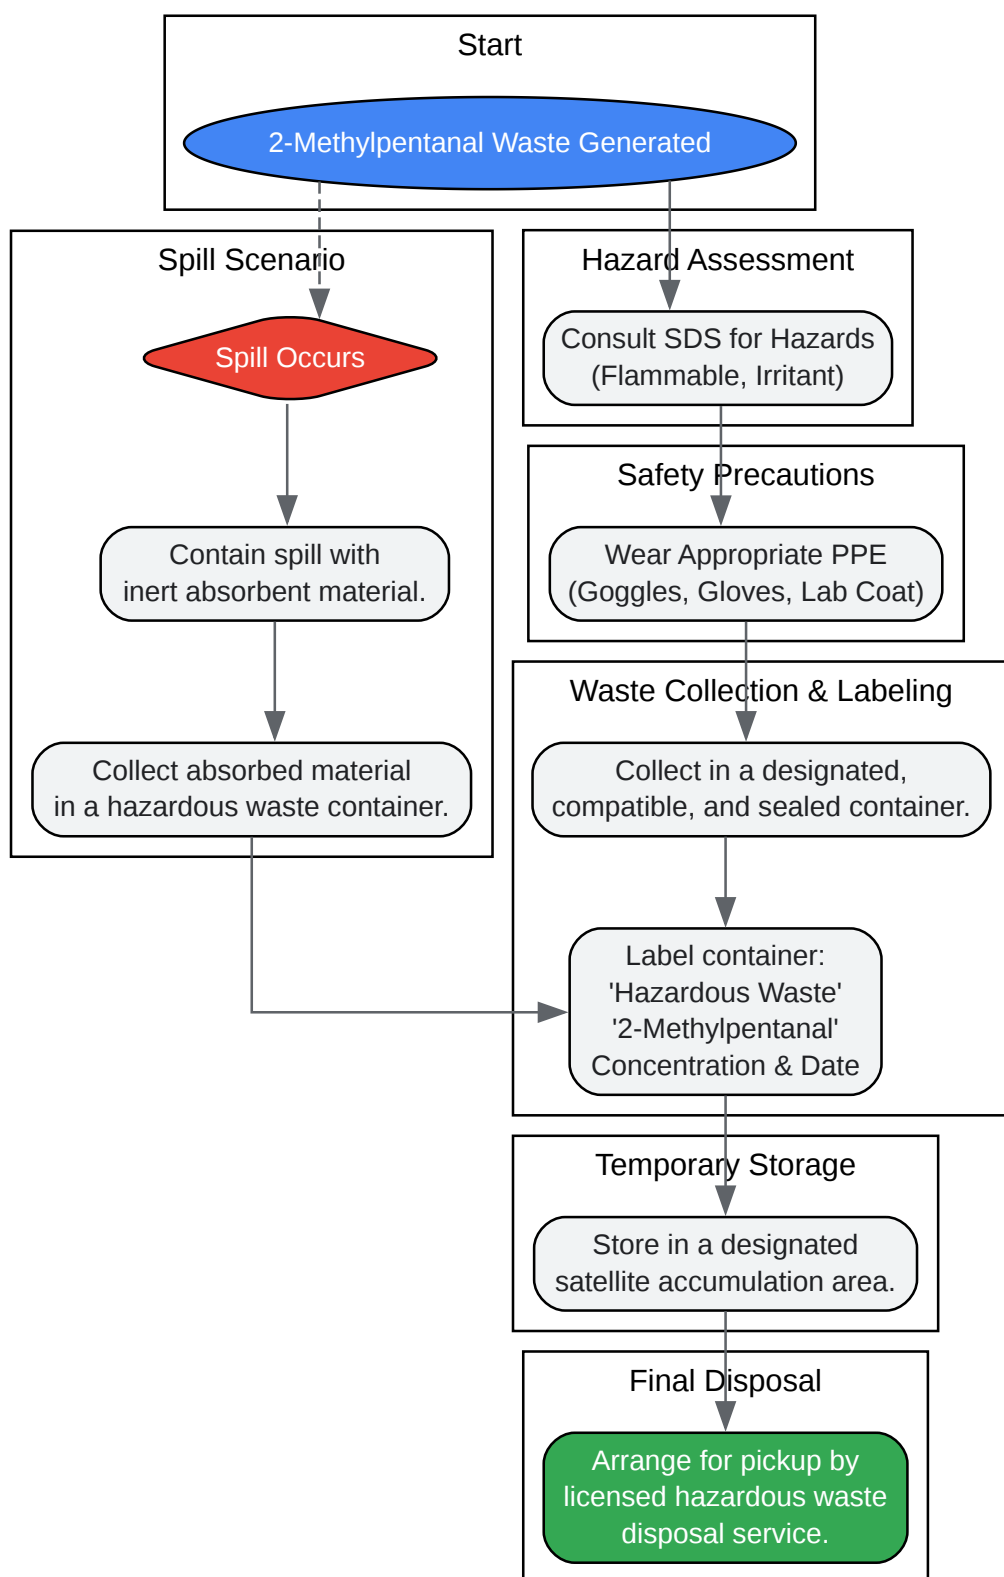 Start
2-Methylpentanal Waste Generated
Spill Scenario
Spill Occurs
Contain spill with
inert absorbent material.
Collect absorbed material
in a hazardous waste container.
Hazard Assessment
Consult SDS for Hazards
(Flammable, Irritant)
Safety Precautions
Wear Appropriate PPE
(Goggles, Gloves, Lab Coat)
Waste Collection & Labeling
Collect in a designated,
compatible, and sealed container.
Label container:
'Hazardous Waste'
'2-Methylpentanal'
Concentration & Date
Temporary Storage
Store in a designated
satellite accumulation area.
Final Disposal
Arrange for pickup by
licensed hazardous waste
disposal service.